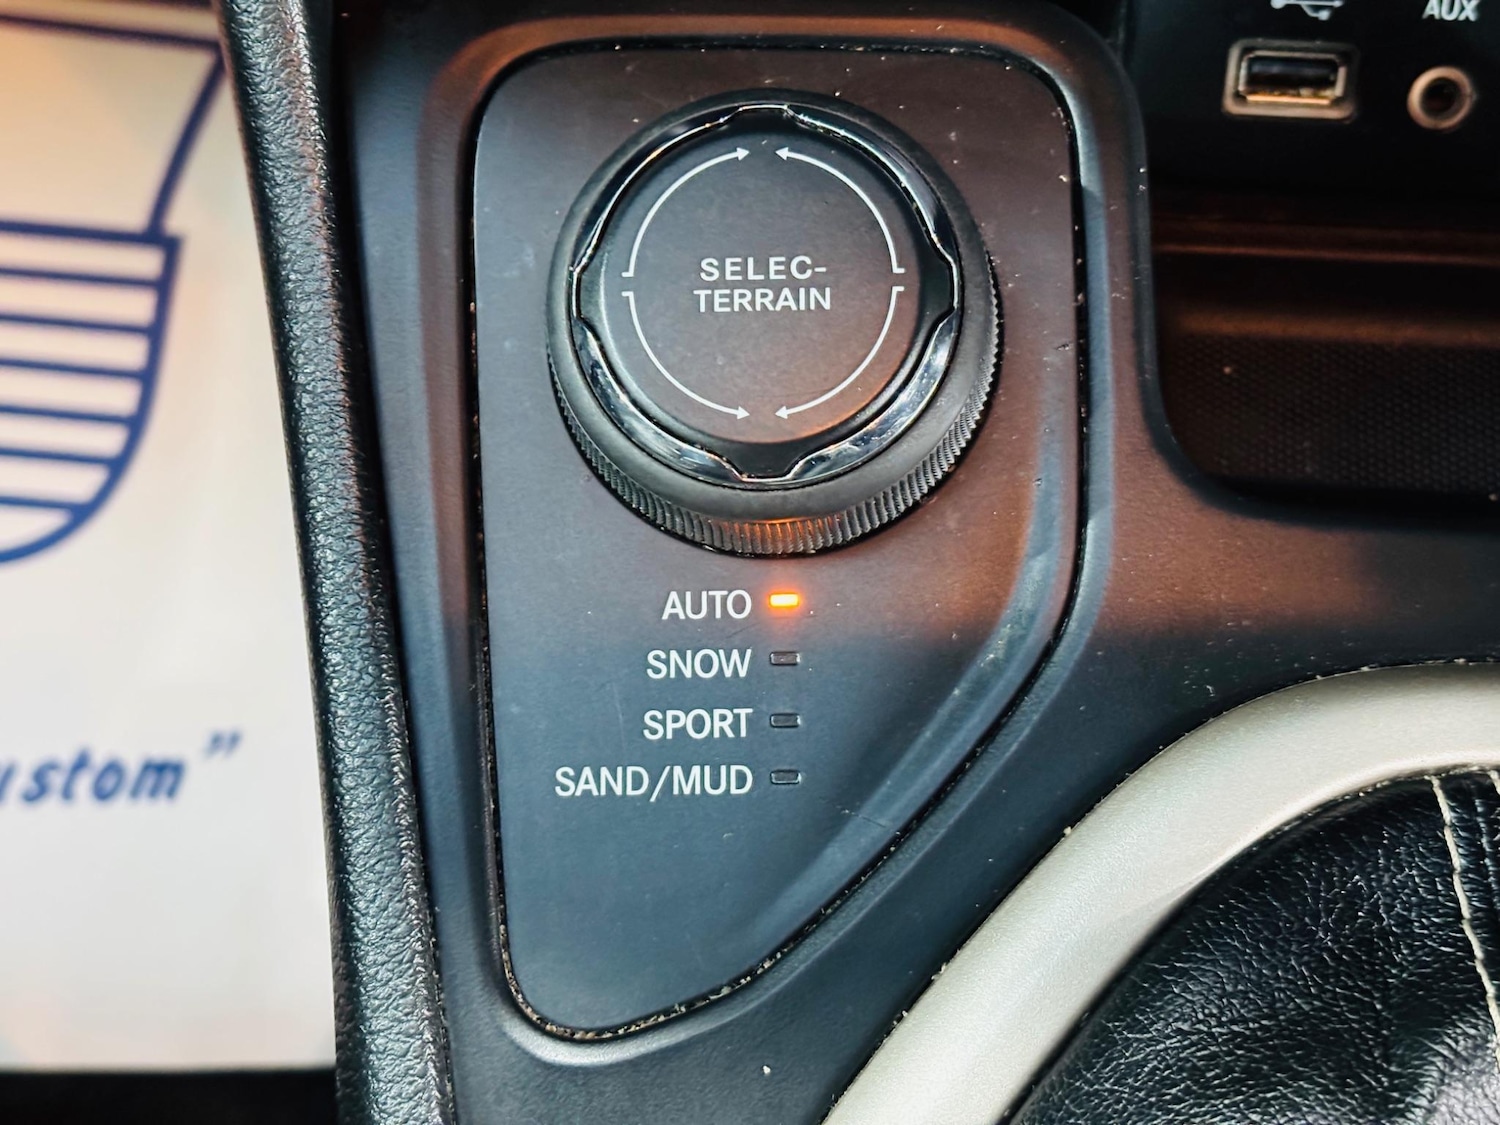 AUX
SELEC-
TERRAIN
AUTO
SNOW
SPORT
SAND/MUD
ustom"